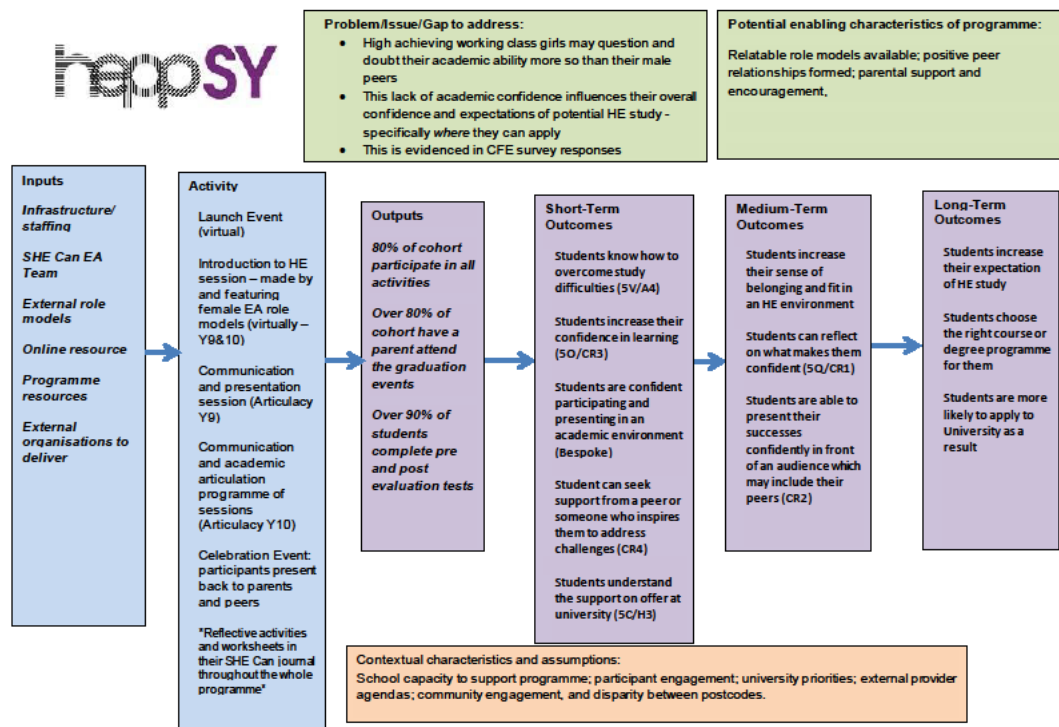 heppSY
Problem/Issue/Gap to address:
• High achieving working class girls may question and
doubt their academic ability more so than their male
peers
• This lack of academic confidence influences their overall
confidence and expectations of potential HE study -
specifically where they can apply
• This is evidenced in CFE survey responses
Potential enabling characteristics of programme:
Relatable role models available; positive peer
relationships formed; parental support and
encouragement,
Inputs
Infrastructure/
staffing
SHE Can EA
Team
External role
models
Online resource
Programme
resources
External
organisations to
deliver
Activity
Launch Event
(virtual)
Introduction to HE
session – made by
and featuring
female EA role
models (virtually –
Y9&10)
Communication
and presentation
session (Articulacy
Y9)
Communication
and academic
articulation
programme of
sessions
(Articulacy Y10)
Celebration Event:
participants present
back to parents
and peers
*Reflective activities
and worksheets in
their SHE Can journal
throughout the whole
programme*
Outputs
80% of cohort
participate in all
activities
Over 80% of
cohort have a
parent attend
the graduation
events
Over 90% of
students
complete pre
and post
evaluation tests
Short-Term
Outcomes
Students know how to
overcome study
difficulties (5V/A4)
Students increase their
confidence in learning
(5O/CR3)
Students are confident
participating and
presenting in an
academic environment
(Bespoke)
Student can seek
support from a peer or
someone who inspires
them to address
challenges (CR4)
Students understand
the support on offer at
university (5C/H3)
Medium-Term
Outcomes
Students increase
their sense of
belonging and fit in
an HE environment
Students can reflect
on what makes them
confident (5Q/CR1)
Students are able to
present their
successes
confidently in front
of an audience which
may include their
peers (CR2)
Long-Term
Outcomes
Students increase
their expectation
of HE study
Students choose
the right course or
degree programme
for them
Students are more
likely to apply to
University as a
result
Contextual characteristics and assumptions:
School capacity to support programme; participant engagement; university priorities; external provider
agendas; community engagement, and disparity between postcodes.